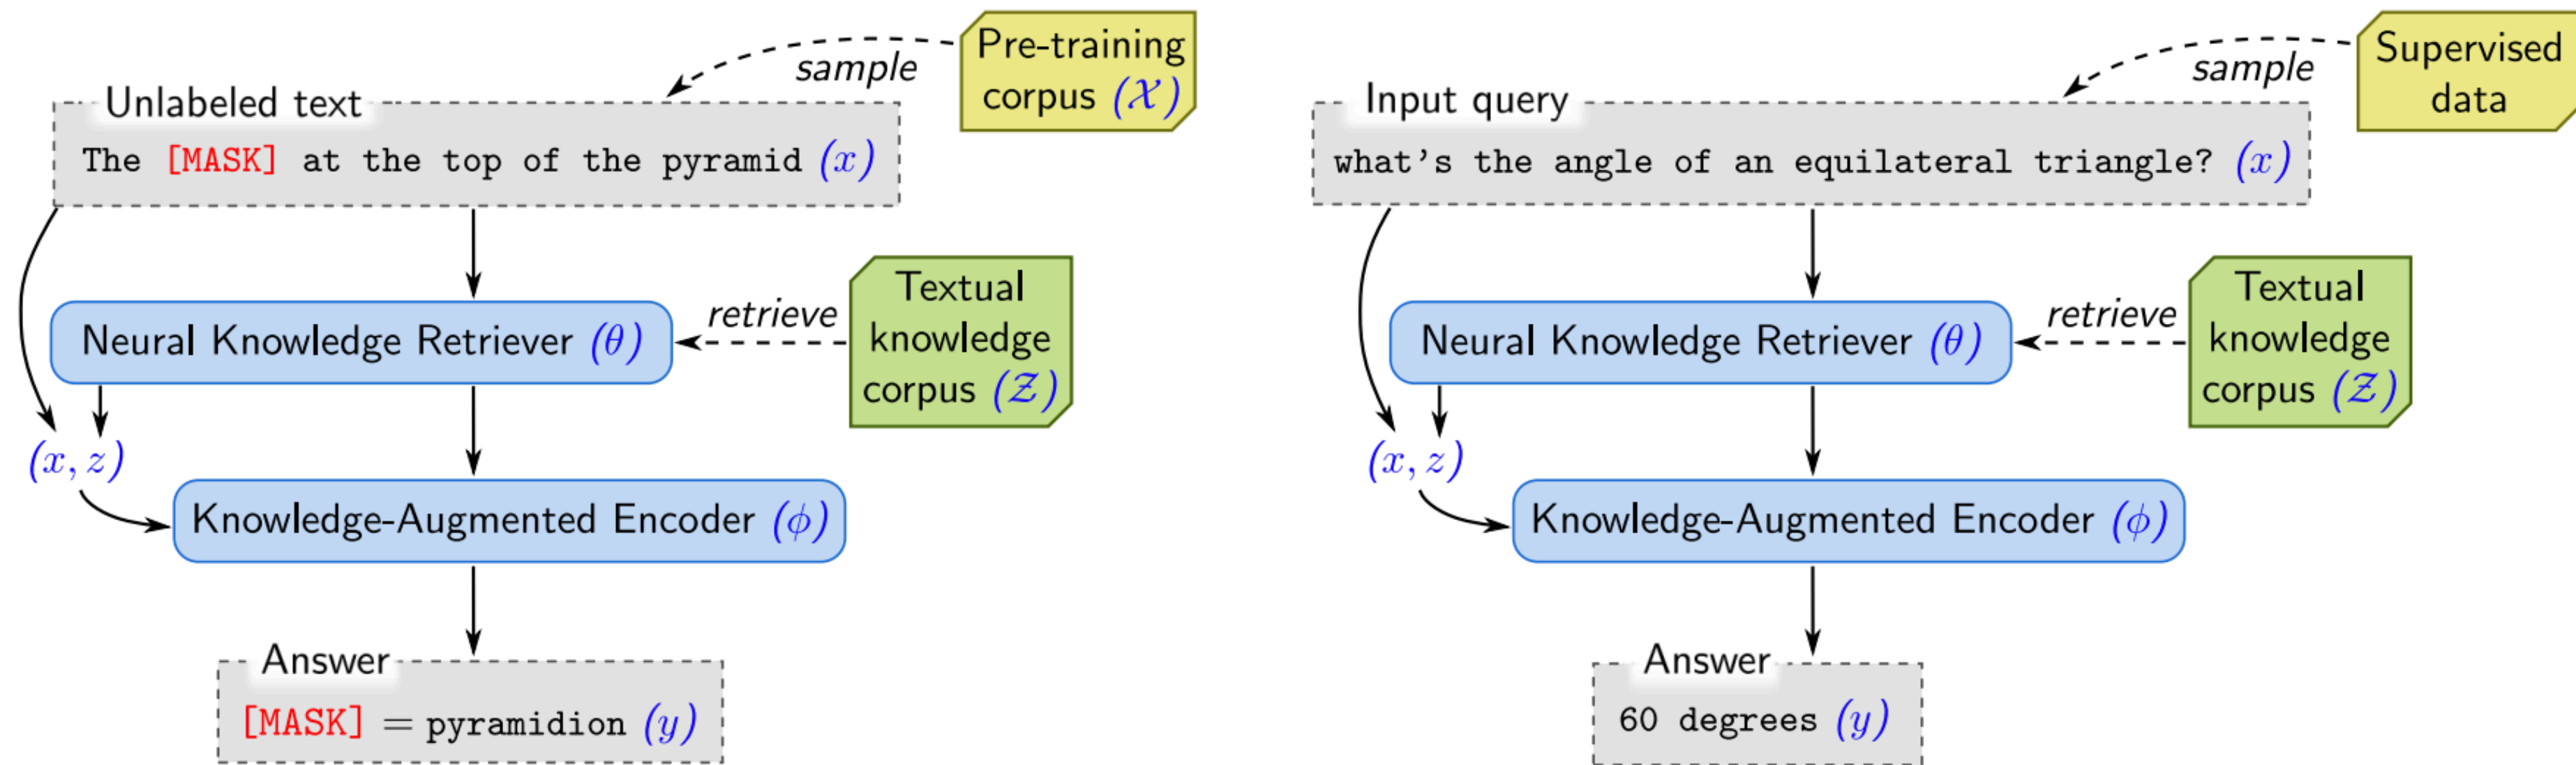 Pre-training
corpus (𝒳)
sample
Unlabeled text
The [MASK] at the top of the pyramid (x)
Neural Knowledge Retriever (θ)
retrieve
Textual
knowledge
corpus (𝒵)
(x, z)
Knowledge-Augmented Encoder (ϕ)
Answer
[MASK] = pyramidion (y)
Supervised
data
sample
Input query
what's the angle of an equilateral triangle? (x)
Neural Knowledge Retriever (θ)
retrieve
Textual
knowledge
corpus (𝒵)
(x, z)
Knowledge-Augmented Encoder (ϕ)
Answer
60 degrees (y)